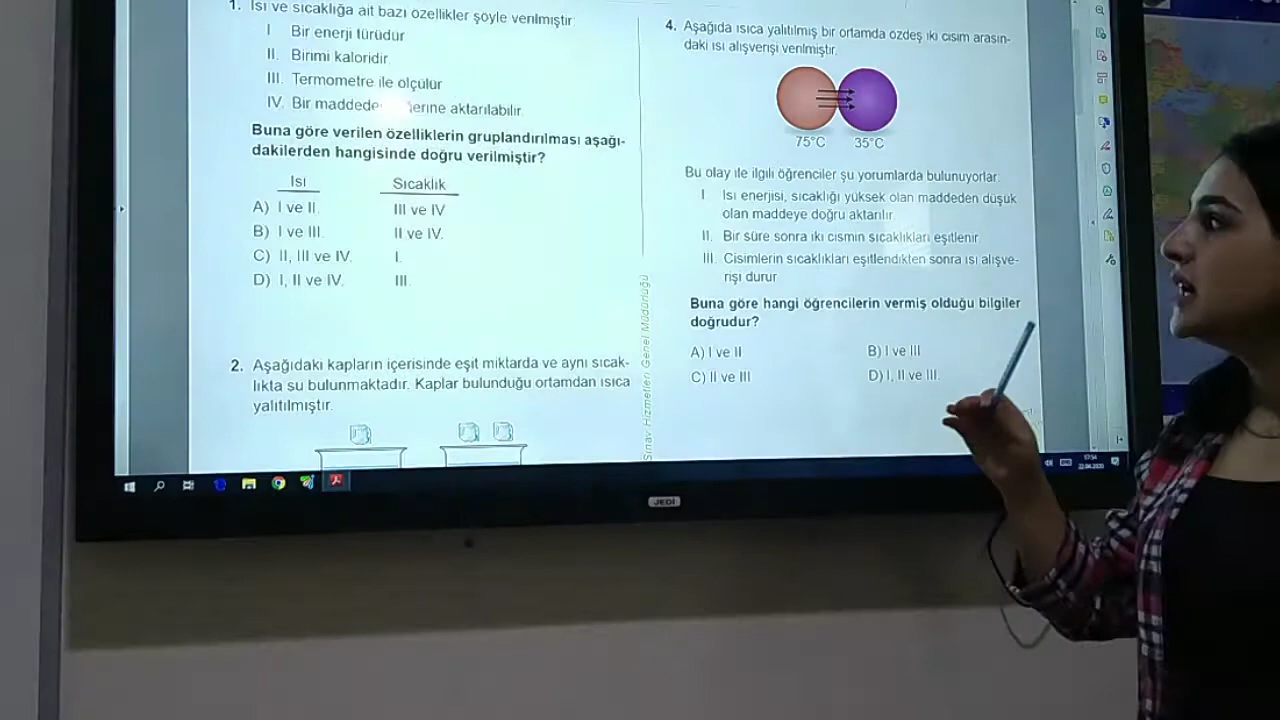 1. Isı ve sıcaklığa ait bazı özellikler şöyle verilmiştir
I Bir enerji türüdür
II. Birimi kaloridir
III. Termometre ile ölçülür
IV. Bir maddede lerine aktarılabilir
Buna göre verilen özelliklerin gruplandırılması aşağı-
dakilerden hangisinde doğru verilmiştir?
Isı Sıcaklık
A) I ve II. III ve IV
B) I ve III. II ve IV.
C) II, III ve IV. I.
D) I, II ve IV. III.
2. Aşağıdaki kapların içerisinde eşit miktarda ve aynı sıcak-
lıkta su bulunmaktadır. Kaplar bulunduğu ortamdan ısıca
yalıtılmıştır.
Sınav Hizmetleri Genel Müdürlüğü
4. Aşağıda ısıca yalıtılmış bir ortamda özdeş iki cisim arasın-
daki ısı alışverişi verilmiştir.
75°C 35°C
Bu olay ile ilgili öğrenciler şu yorumlarda bulunuyorlar:
I Isı enerjisi, sıcaklığı yüksek olan maddeden düşük
olan maddeye doğru aktarılır.
II. Bir süre sonra iki cismin sıcaklıkları eşitlenir
III. Cisimlerin sıcaklıkları eşitlendikten sonra ısı alışve-
rişi durur
Buna göre hangi öğrencilerin vermiş olduğu bilgiler
doğrudur?
A) I ve II B) I ve III
C) II ve III D) I, II ve III.
17:54
22.04.2020
JEDI